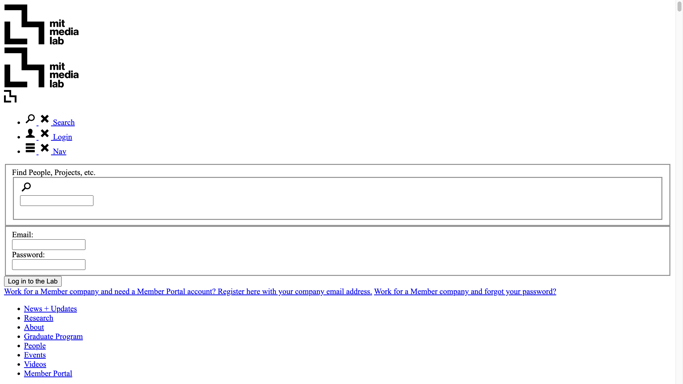 mit
media
lab
mit
media
lab
Search
Login
Nav
Find People, Projects, etc.
Email:
Password:
Log in to the Lab
Work for a Member company and need a Member Portal account? Register here with your company email address. Work for a Member company and forgot your password?
News + Updates
Research
About
Graduate Program
People
Events
Videos
Member Portal